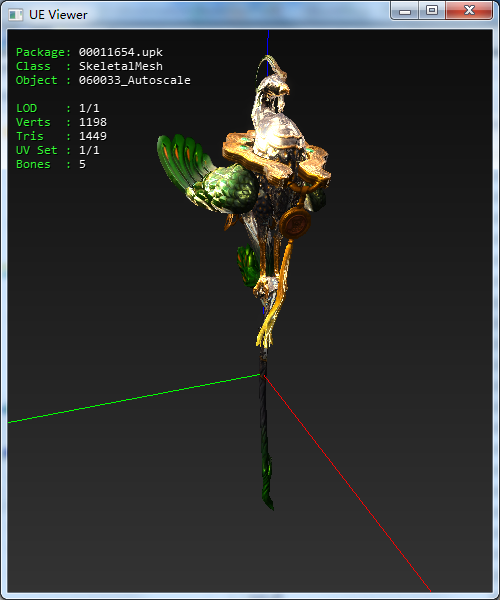 UE Viewer
Package: 00011654.upk
Class  : SkeletalMesh
Object : 060033_Autoscale
LOD    : 1/1
Verts  : 1198
Tris   : 1449
UV Set : 1/1
Bones  : 5